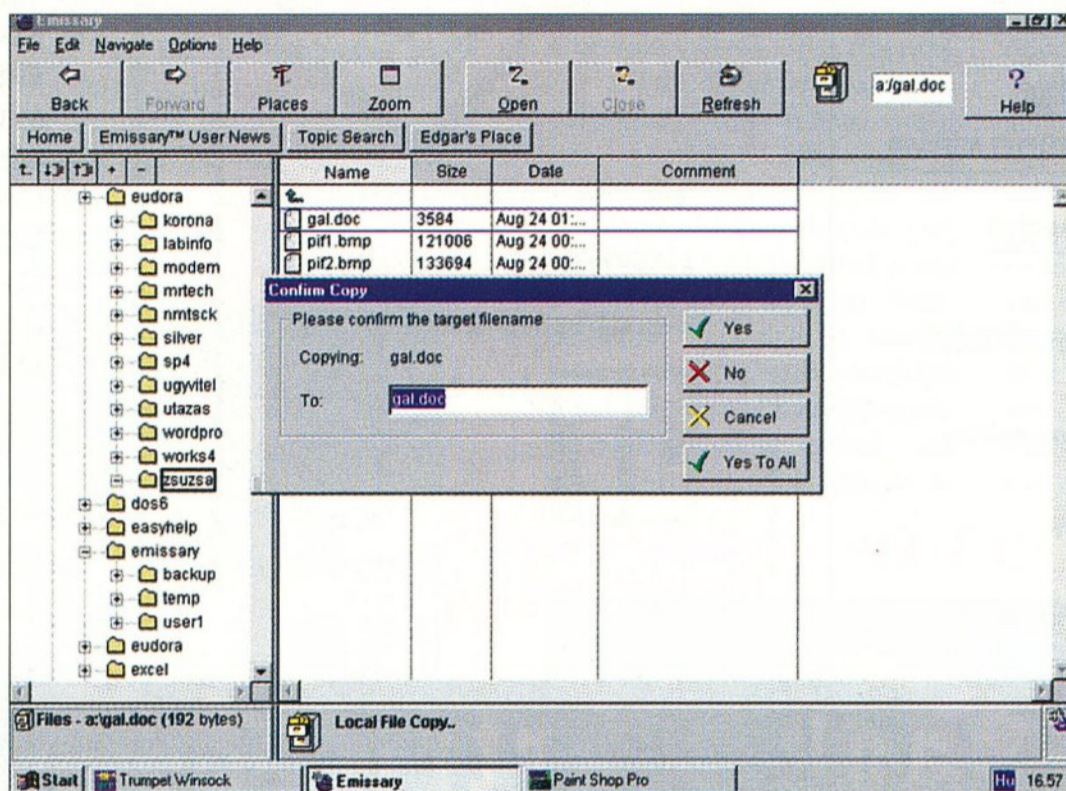 Emissary
File Edit Navigate Options Help
Back Forward Places Zoom Open Close Refresh a:/gal.doc Help
Home Emissary™ User News Topic Search Edgar's Place
+ - Name Size Date Comment
eudora
korona gal.doc 3584 Aug 24 01:...
labinfo pif1.bmp 121006 Aug 24 00:...
modem pif2.bmp 133694 Aug 24 00:...
mrtech
nmtsck
silver
sp4
ugyvitel
utazas
wordpro
works4
zsuzsa
dos6
easyhelp
emissary
backup
temp
user1
eudora
excel
Confirm Copy
Please confirm the target filename
Copying: gal.doc
To: gal.doc
Yes
No
Cancel
Yes To All
Files - a:\gal.doc (192 bytes) Local File Copy..
Start Trumpet Winsock Emissary Paint Shop Pro Hu 16.57